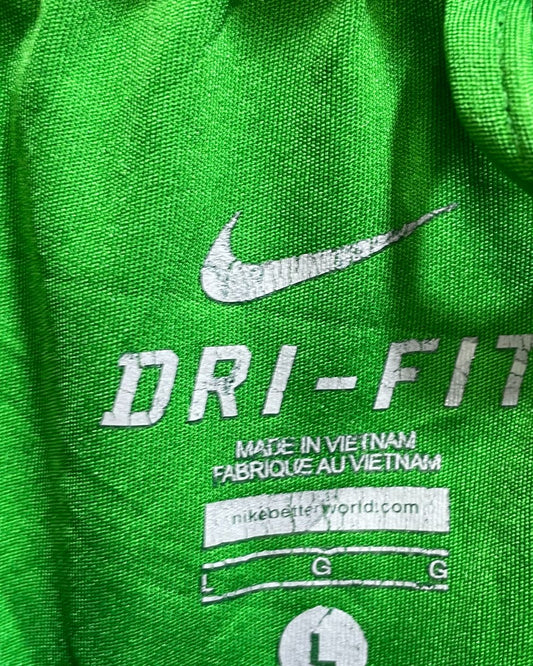 DRI-FIT
MADE IN VIETNAM
FABRIQUE AU VIETNAM
nikebetterworld.com
L G G
L